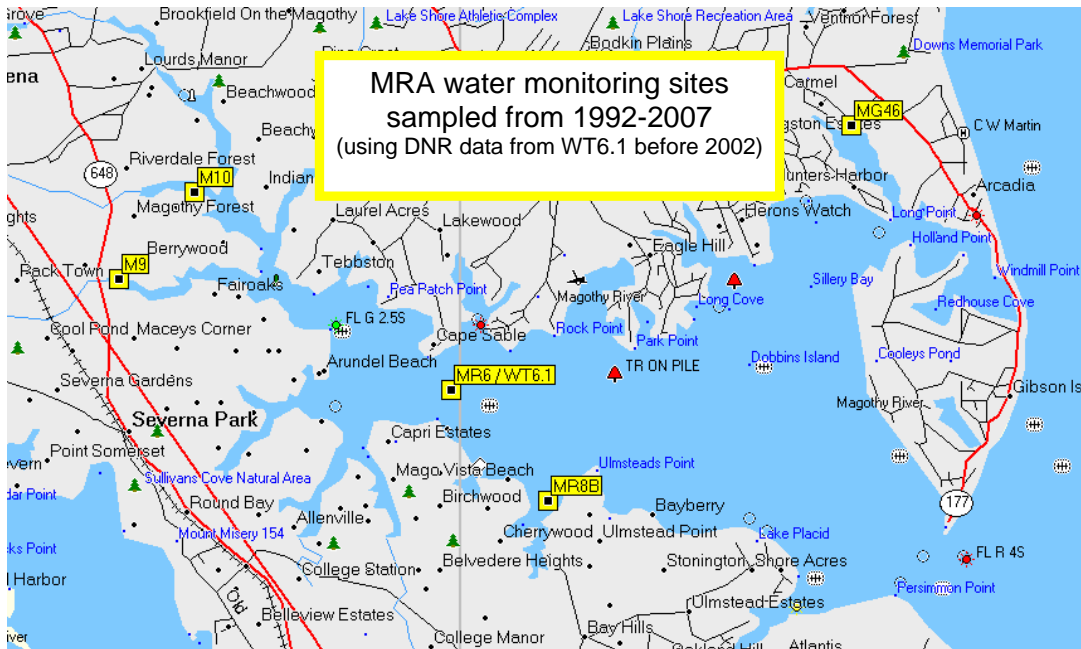 Grove
Brookfield On the Magothy
Lake Shore Athletic Complex
Lake Shore Recreation Area
Ventnor Forest
Bodkin Plains
Downs Memorial Park
Lourds Manor
ena
Beachwood
Carmel
MRA water monitoring sites
sampled from 1992-2007
(using DNR data from WT6.1 before 2002)
1
MG46
C W Martin
Riverdale Forest
648
M10
Arcadia
Magothy Forest
Laurel Acres
Lakewood
Herons Watch
Long Point
Holland Point
Berrywood
M9
Eagle Hill
Tebbston
Fairoaks
Pea Patch Point
Magothy River
Long Cove
Sillery Bay
Windmill Point
Redhouse Cove
FL G 2.5S
Cool Pond
Maceys Corner
Cape Sable
Rock Point
Park Point
Arundel Beach
Dobbins Island
Cooleys Pond
TR ON PILE
MR6 / WT6.1
Severna Gardens
Gibson Is
Magothy River
Severna Park
Capri Estates
Point Somerset
Mago Vista Beach
Ulmsteads Point
Sullivans Cove Natural Area
MR8B
Birchwood
Round Bay
Bayberry
177
Allenville
Mount Misery 154
Cherrywood
Ulmstead Point
Lake Placid
FL R 4S
College Station
Belvedere Heights
Stonington
Shore Acres
Harbor
Persimmon Point
Old
Belleview Estates
Ulmstead Estates
College Manor
Bay Hills
Atlantis